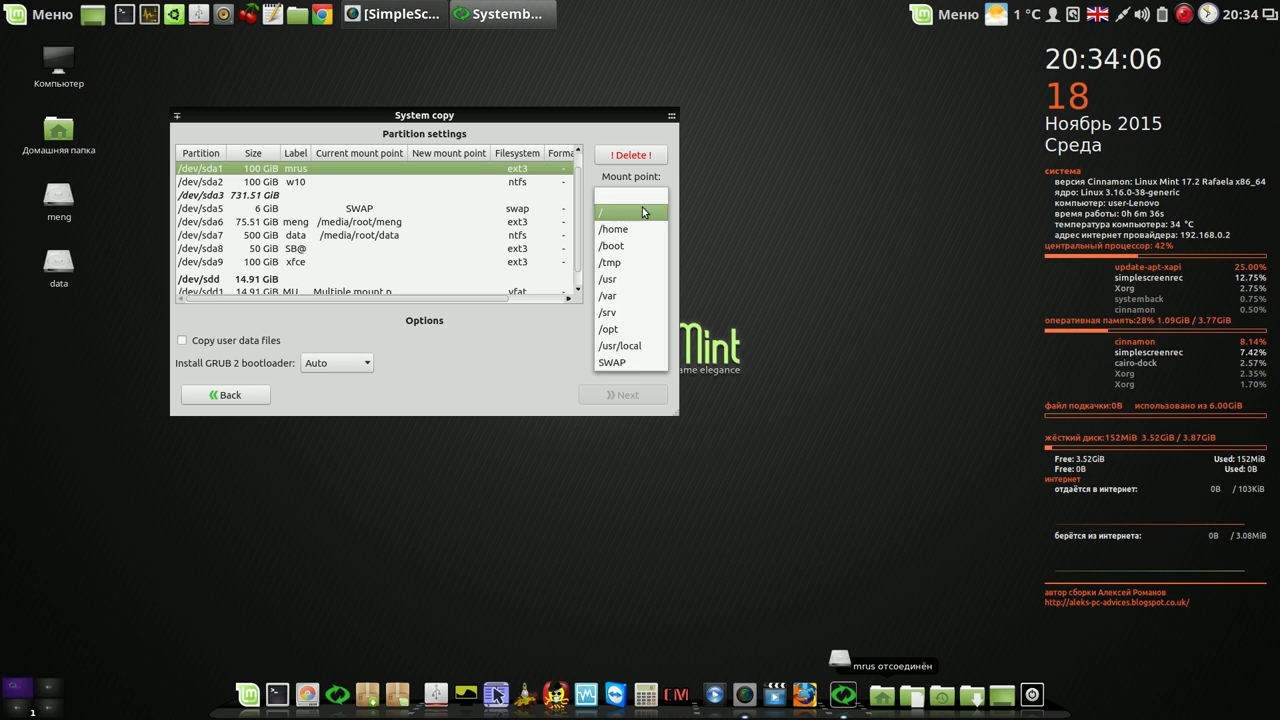 Меню
[SimpleSc...
Systemb...
Меню
1 °C
20:34
Компьютер
Домашняя папка
meng
data
System copy
Partition settings
Partition Size Label Current mount point New mount point Filesystem Forma
/dev/sda1 100 GiB mrus ext3 -
/dev/sda2 100 GiB w10 ntfs -
/dev/sda3 731.51 GiB
/dev/sda5 6 GiB SWAP swap -
/dev/sda6 75.51 GiB meng /media/root/meng ext3 -
/dev/sda7 500 GiB data /media/root/data ntfs -
/dev/sda8 50 GiB SB@ ext3 -
/dev/sda9 100 GiB xfce ext3 -
/dev/sdd 14.91 GiB
/dev/sdd1 14.91 GiB MU Multiple mount p vfat -
! Delete !
Mount point:
/
/home
/boot
/tmp
/usr
/var
/srv
/opt
/usr/local
SWAP
Options
Copy user data files
Install GRUB 2 bootloader: Auto
Back
Next
Mint
ame elegance
20:34:06
18
Ноябрь 2015
Среда
система
версия Cinnamon: Linux Mint 17.2 Rafaela x86_64
ядро: Linux 3.16.0-38-generic
компьютер: user-Lenovo
время работы: 0h 6m 36s
температура компьютера: 34 °C
адрес интернет провайдера: 192.168.0.2
центральный процессор: 42%
update-apt-xapi 25.00%
simplescreenrec 12.75%
Xorg 2.75%
systemback 0.75%
cinnamon 0.50%
оперативная память:28% 1.09GiB / 3.77GiB
cinnamon 8.14%
simplescreenrec 7.42%
cairo-dock 2.57%
Xorg 2.35%
Xorg 1.70%
файл подкачки:0B использовано из 6.00GiB
жёсткий диск:152MiB 3.52GiB / 3.87GiB
Free: 3.52GiB Used: 152MiB
Free: 0B Used: 0B
интернет
отдаётся в интернет: 0B / 103KiB
берётся из интернета: 0B / 3.08MiB
автор сборки Алексей Романов
http://aleks-pc-advices.blogspot.co.uk/
mrus отсоединён
1